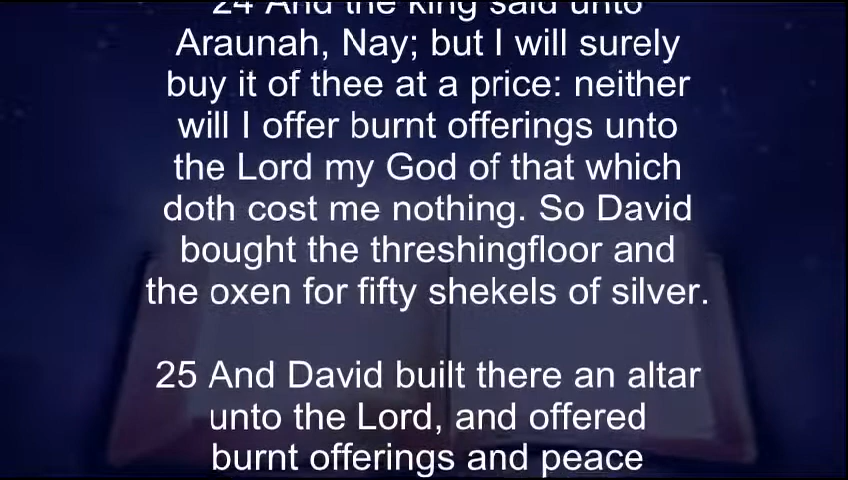 24 And the king said unto
Araunah, Nay; but I will surely
buy it of thee at a price: neither
will I offer burnt offerings unto
the Lord my God of that which
doth cost me nothing. So David
bought the threshingfloor and
the oxen for fifty shekels of silver.
25 And David built there an altar
unto the Lord, and offered
burnt offerings and peace